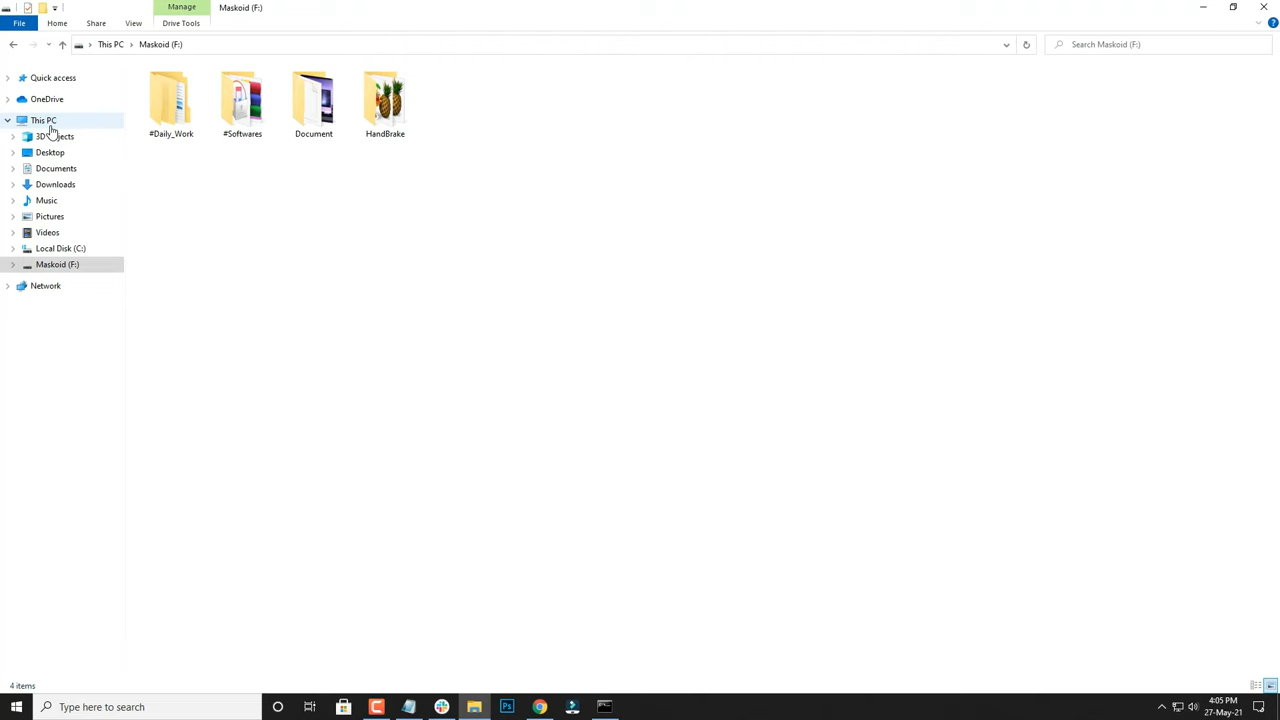 Manage
Maskoid (F:)
File
Home
Share
View
Drive Tools
This PC
Maskoid (F:)
Search Maskoid (F:)
Quick access
OneDrive
This PC
Desktop
Documents
Downloads
Music
Pictures
Videos
Local Disk (C:)
Maskoid (F:)
Network
#Daily_Work
#Softwares
Document
HandBrake
4 items
Type here to search
Ps
4:05 PM
27-May-21